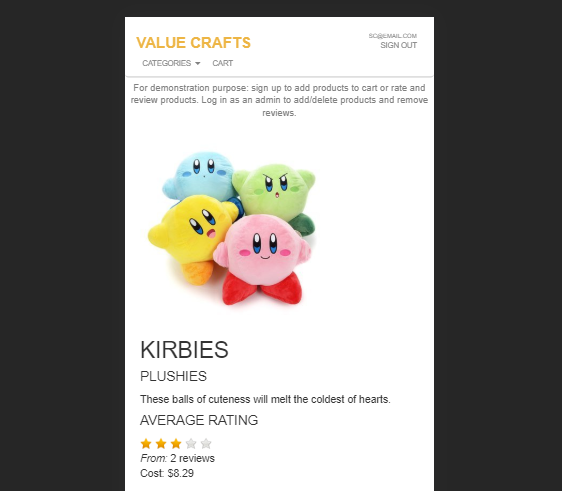 VALUE CRAFTS
SC@EMAIL.COM
SIGN OUT
CATEGORIES CART
For demonstration purpose: sign up to add products to cart or rate and
review products. Log in as an admin to add/delete products and remove
reviews.
KIRBIES
PLUSHIES
These balls of cuteness will melt the coldest of hearts.
AVERAGE RATING
From: 2 reviews
Cost: $8.29